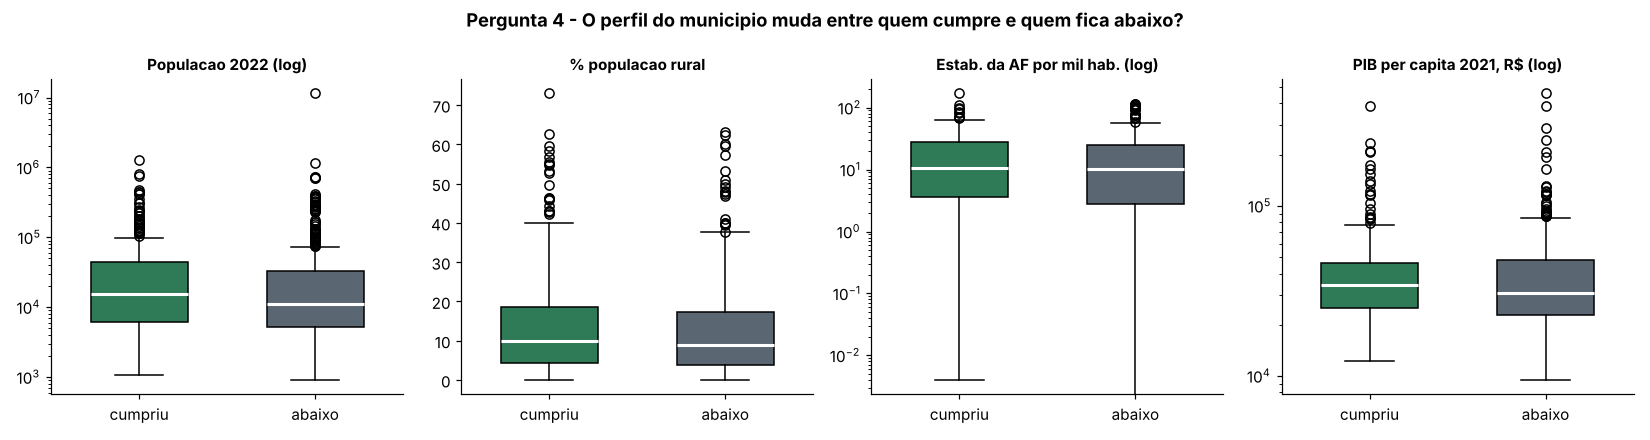 Pergunta 4 - O perfil do municipio muda entre quem cumpre e quem fica abaixo?
Populacao 2022 (log)
10⁷
10⁶
10⁵
10⁴
10³
cumpriu
abaixo
% populacao rural
70
60
50
40
30
20
10
0
cumpriu
abaixo
Estab. da AF por mil hab. (log)
10²
10¹
10⁰
10⁻¹
10⁻²
cumpriu
abaixo
PIB per capita 2021, R$ (log)
10⁵
10⁴
cumpriu
abaixo